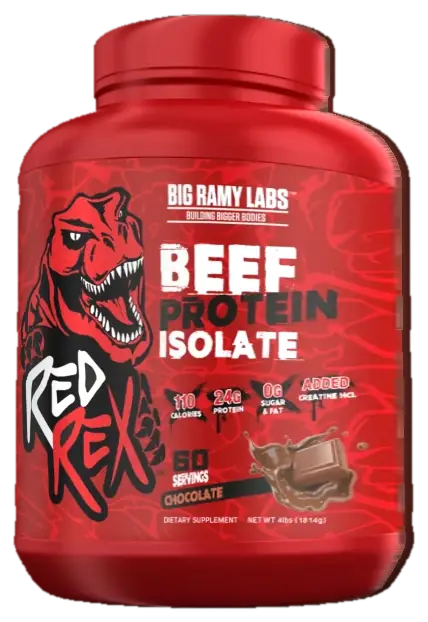 BIG RAMY LABS™
BUILDING BIGGER BODIES
BEEF
PROTEIN
ISOLATE
RED
REX
110
CALORIES
24G
PROTEIN
0G
SUGAR
& FAT
ADDED
CREATINE HCL
60
SERVINGS
CHOCOLATE
DIETARY SUPPLEMENT NET WT 4lbs (1814g)